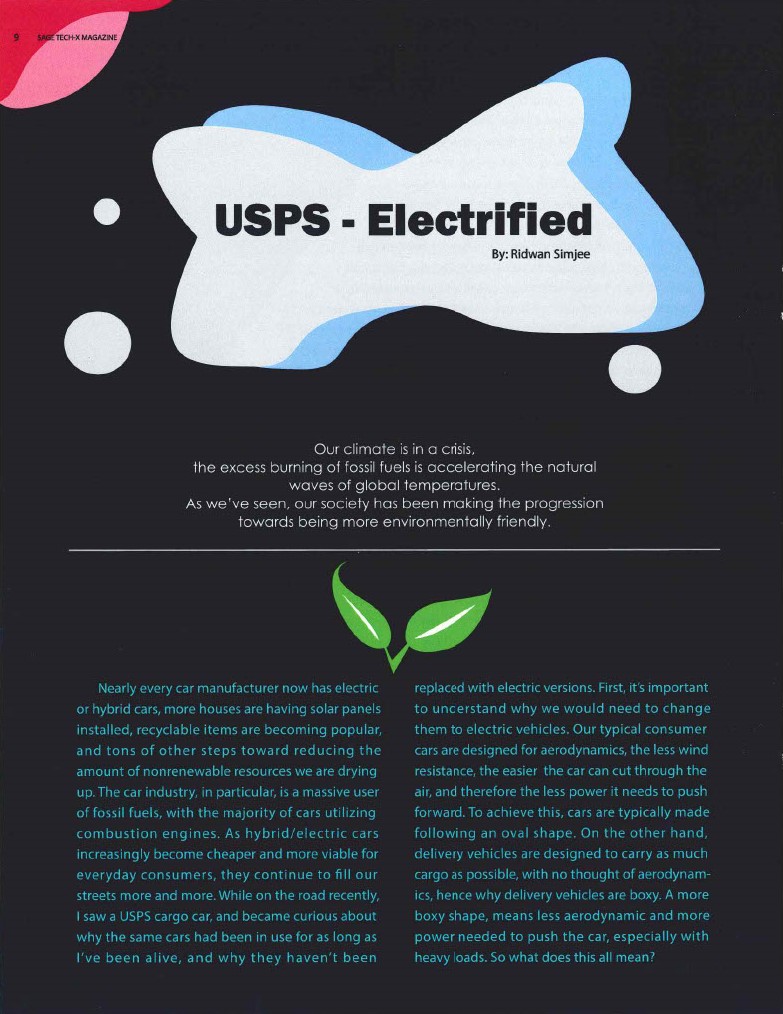 9 SAGE TECH-X MAGAZINE
USPS - Electrified
By: Ridwan Simjee
Our climate is in a crisis,
the excess burning of fossil fuels is accelerating the natural
waves of global temperatures.
As we've seen, our society has been making the progression
towards being more environmentally friendly.
Nearly every car manufacturer now has electric
or hybrid cars, more houses are having solar panels
installed, recyclable items are becoming popular,
and tons of other steps toward reducing the
amount of nonrenewable resources we are drying
up. The car industry, in particular, is a massive user
of fossil fuels, with the majority of cars utilizing
combustion engines. As hybrid/electric cars
increasingly become cheaper and more viable for
everyday consumers, they continue to fill our
streets more and more. While on the road recently,
I saw a USPS cargo car, and became curious about
why the same cars had been in use for as long as
I've been alive, and why they haven't been
replaced with electric versions. First, it's important
to understand why we would need to change
them to electric vehicles. Our typical consumer
cars are designed for aerodynamics, the less wind
resistance, the easier the car can cut through the
air, and therefore the less power it needs to push
forward. To achieve this, cars are typically made
following an oval shape. On the other hand,
delivery vehicles are designed to carry as much
cargo as possible, with no thought of aerodynam-
ics, hence why delivery vehicles are boxy. A more
boxy shape, means less aerodynamic and more
power needed to push the car, especially with
heavy loads. So what does this all mean?